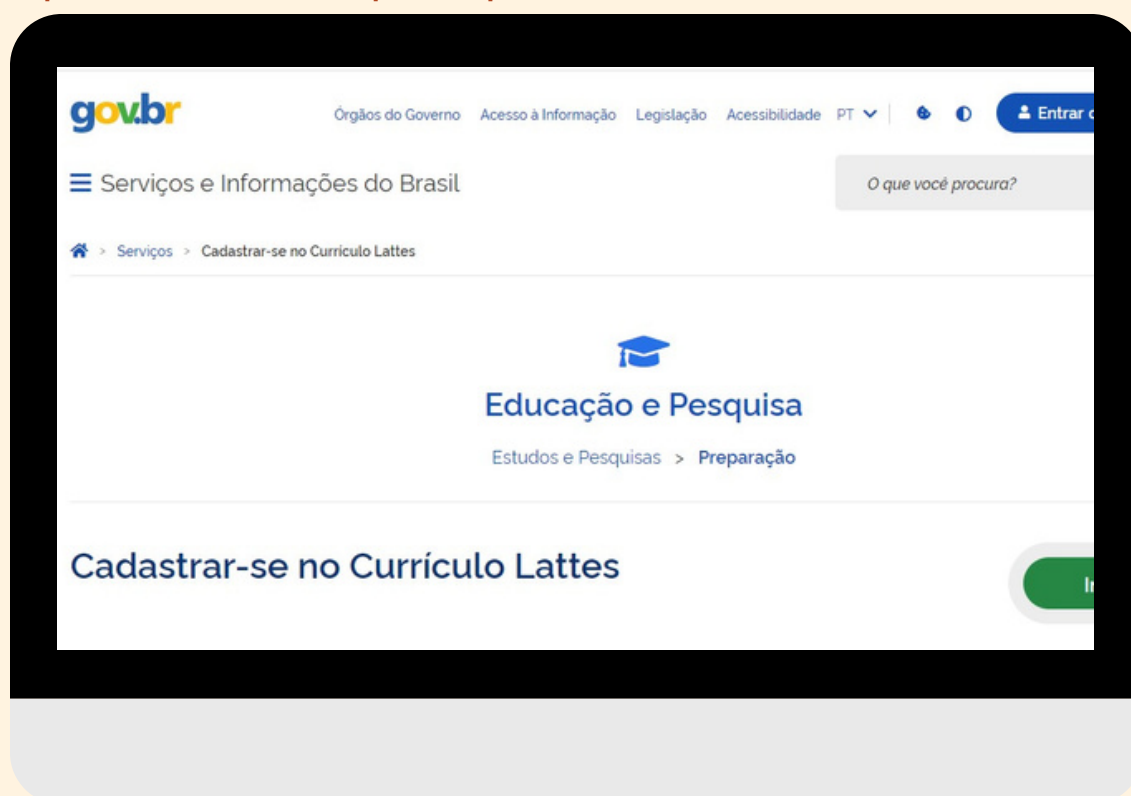 gov.br
Órgãos do Governo Acesso à Informação Legislação Acessibilidade PT Entrar
Serviços e Informações do Brasil
O que você procura?
> Serviços > Cadastrar-se no Currículo Lattes
Educação e Pesquisa
Estudos e Pesquisas > Preparação
Cadastrar-se no Currículo Lattes